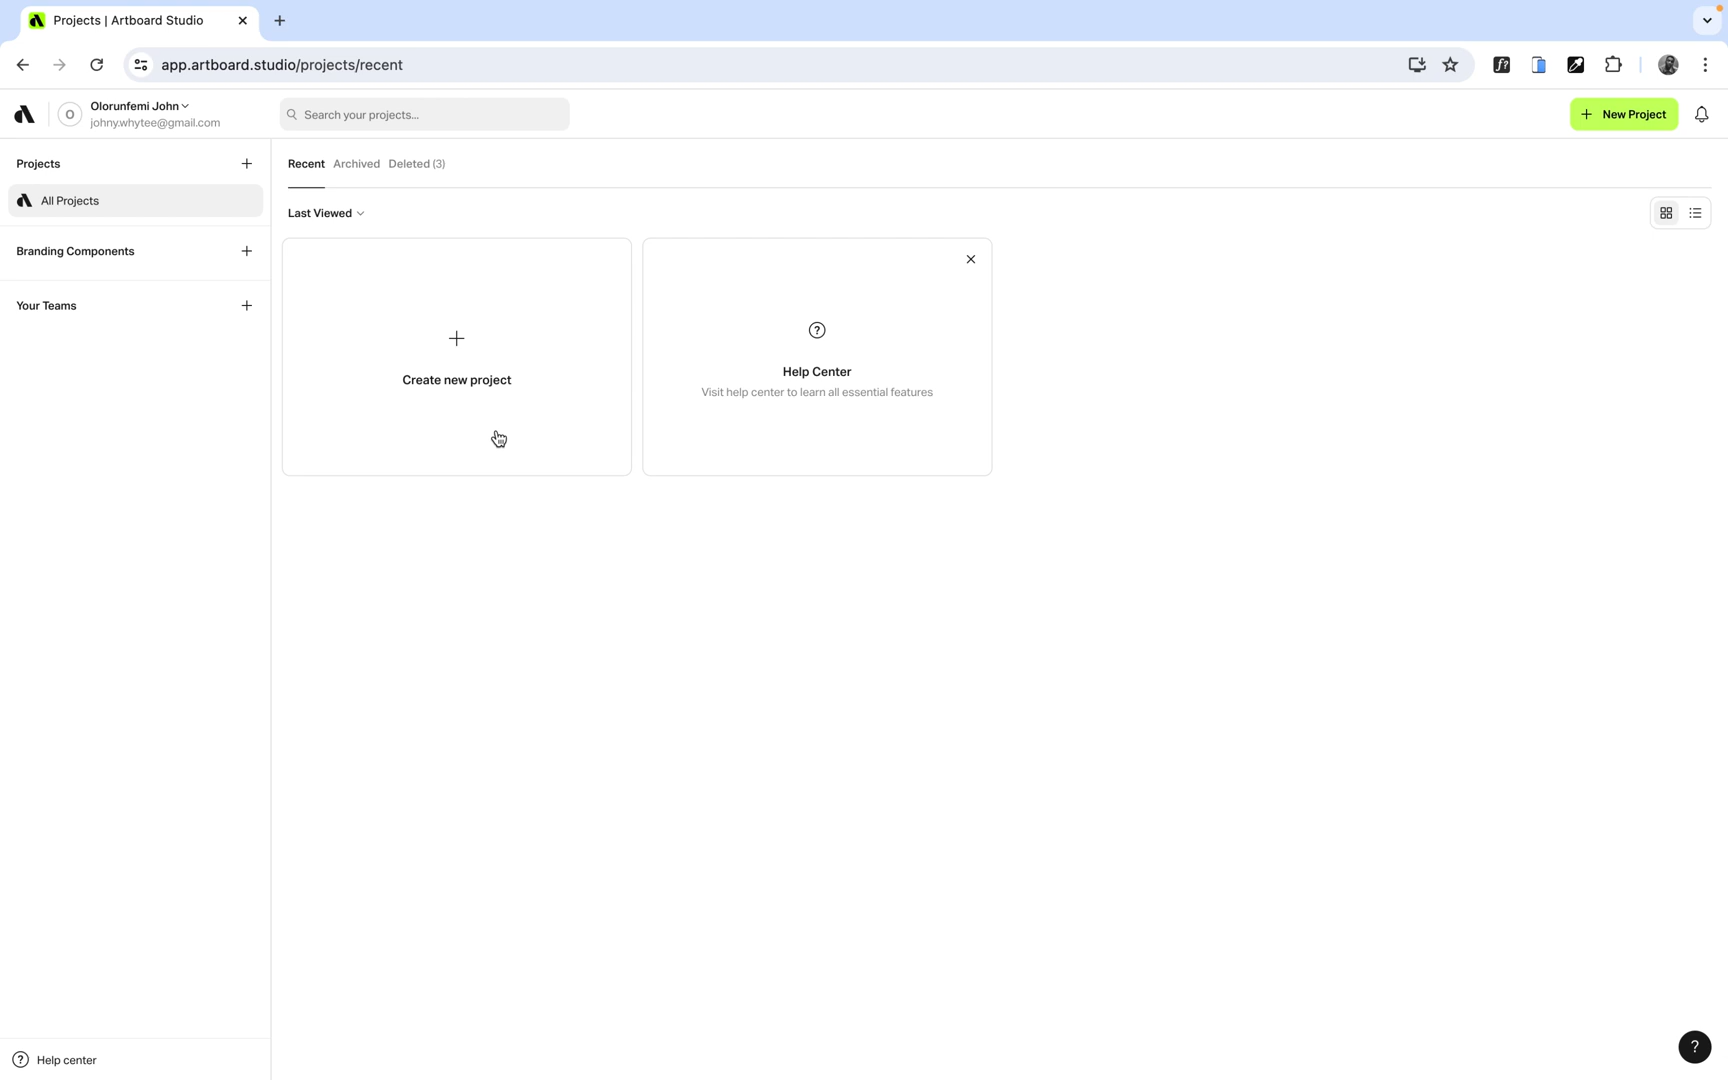 Projects | Artboard Studio
app.artboard.studio/projects/recent
Olorunfemi John
johny.whytee@gmail.com
Search your projects...
New Project
Projects
All Projects
Branding Components
Your Teams
Recent Archived Deleted (3)
Last Viewed
Create new project
Help Center
Visit help center to learn all essential features
Help center